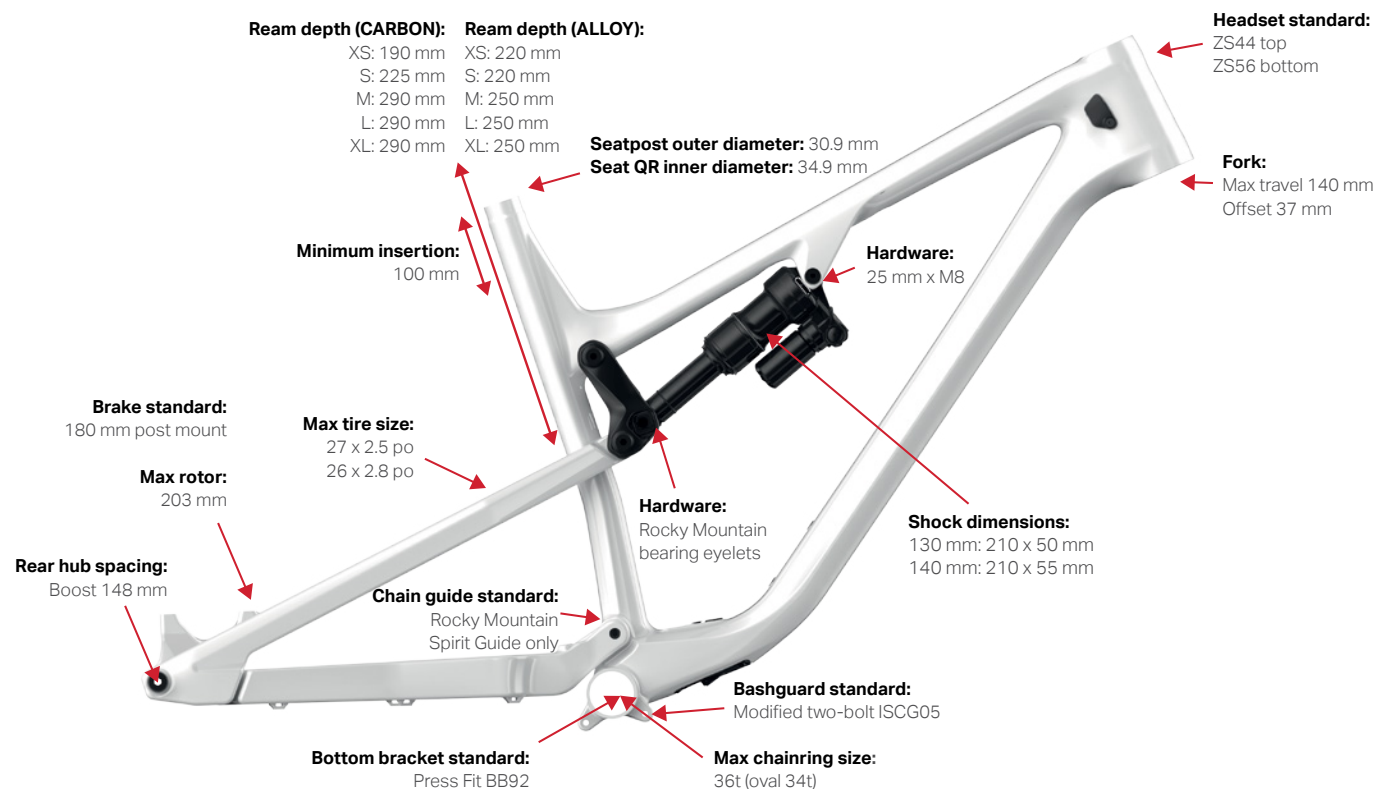 Ream depth (CARBON):
XS: 190 mm
S: 225 mm
M: 290 mm
L: 290 mm
XL: 290 mm
Ream depth (ALLOY):
XS: 220 mm
S: 220 mm
M: 250 mm
L: 250 mm
XL: 250 mm
Headset standard:
ZS44 top
ZS56 bottom
Seatpost outer diameter: 30.9 mm
Seat QR inner diameter: 34.9 mm
Fork:
Max travel 140 mm
Offset 37 mm
Minimum insertion:
100 mm
Hardware:
25 mm x M8
Brake standard:
180 mm post mount
Max tire size:
27 x 2.5 po
26 x 2.8 po
Max rotor:
203 mm
Hardware:
Rocky Mountain
bearing eyelets
Shock dimensions:
130 mm: 210 x 50 mm
140 mm: 210 x 55 mm
Rear hub spacing:
Boost 148 mm
Chain guide standard:
Rocky Mountain
Spirit Guide only
Bashguard standard:
Modified two-bolt ISCG05
Bottom bracket standard:
Press Fit BB92
Max chainring size:
36t (oval 34t)